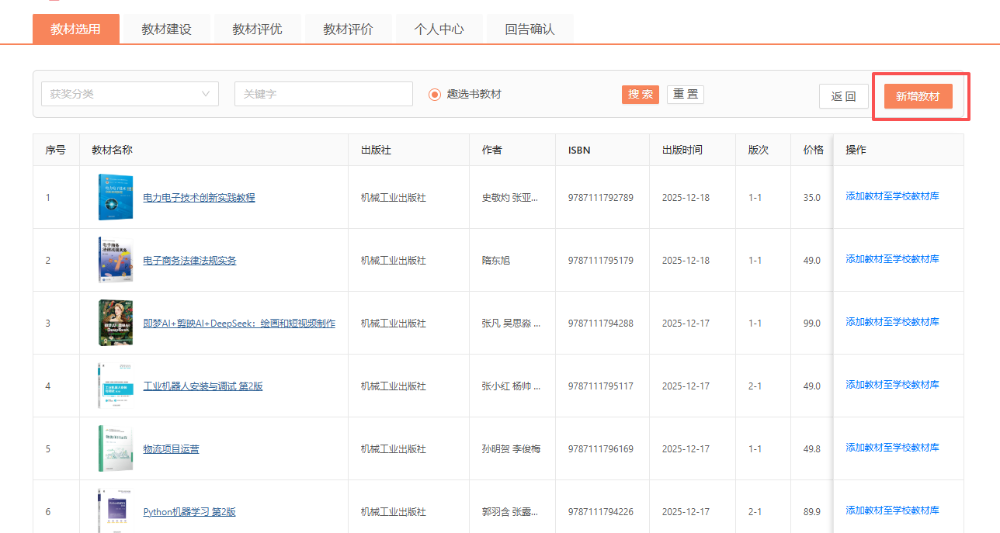 教材选用 教材建设 教材评优 教材评价 个人中心 回告确认
获奖分类 关键字 趣选书教材 搜 索 重 置 返 回 新增教材
序号 教材名称 出版社 作者 ISBN 出版时间 版次 价格 操作
1 电力电子技术创新实践教程 机械工业出版社 史敬灼 张亚... 9787111792789 2025-12-18 1-1 35.0 添加教材至学校教材库
2 电子商务法律法规实务 机械工业出版社 隋东旭 9787111795179 2025-12-18 1-1 49.0 添加教材至学校教材库
3 即梦AI+剪映AI+DeepSeek：绘画和短视频制作 机械工业出版社 张凡 吴思淼 ... 9787111794288 2025-12-17 1-1 99.0 添加教材至学校教材库
4 工业机器人安装与调试 第2版 机械工业出版社 张小红 杨帅 ... 9787111795117 2025-12-17 2-1 49.0 添加教材至学校教材库
5 物流项目运营 机械工业出版社 孙明贺 李俊梅 9787111796169 2025-12-17 1-1 49.8 添加教材至学校教材库
6 Python机器学习 第2版 机械工业出版社 郭羽含 张露... 9787111794226 2025-12-17 2-1 89.9 添加教材至学校教材库